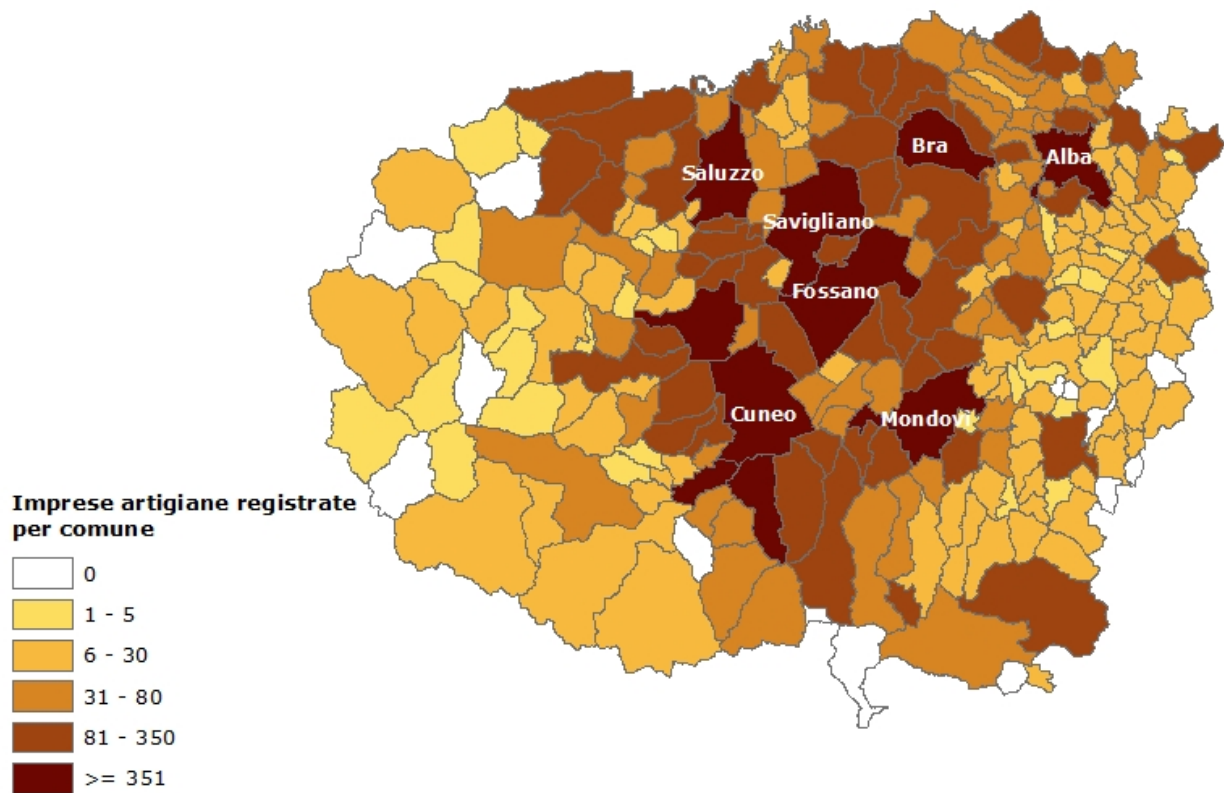 Bra
Alba
Saluzzo
Savigliano
Fossano
Cuneo
Mondovì
Imprese artigiane registrate
per comune
0
1 - 5
6 - 30
31 - 80
81 - 350
>= 351